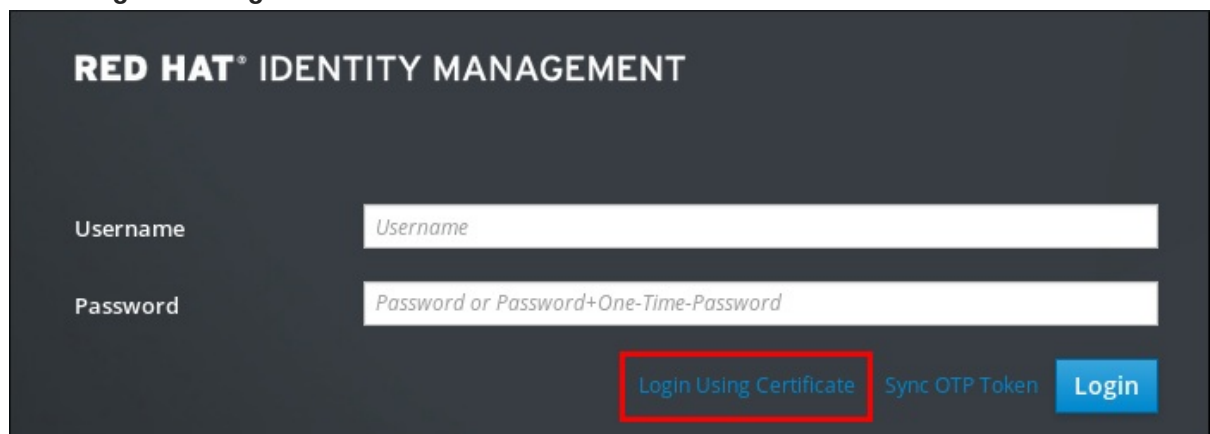 RED HAT® IDENTITY MANAGEMENT
Username
Username
Password
Password or Password+One-Time-Password
Login Using Certificate Sync OTP Token Login